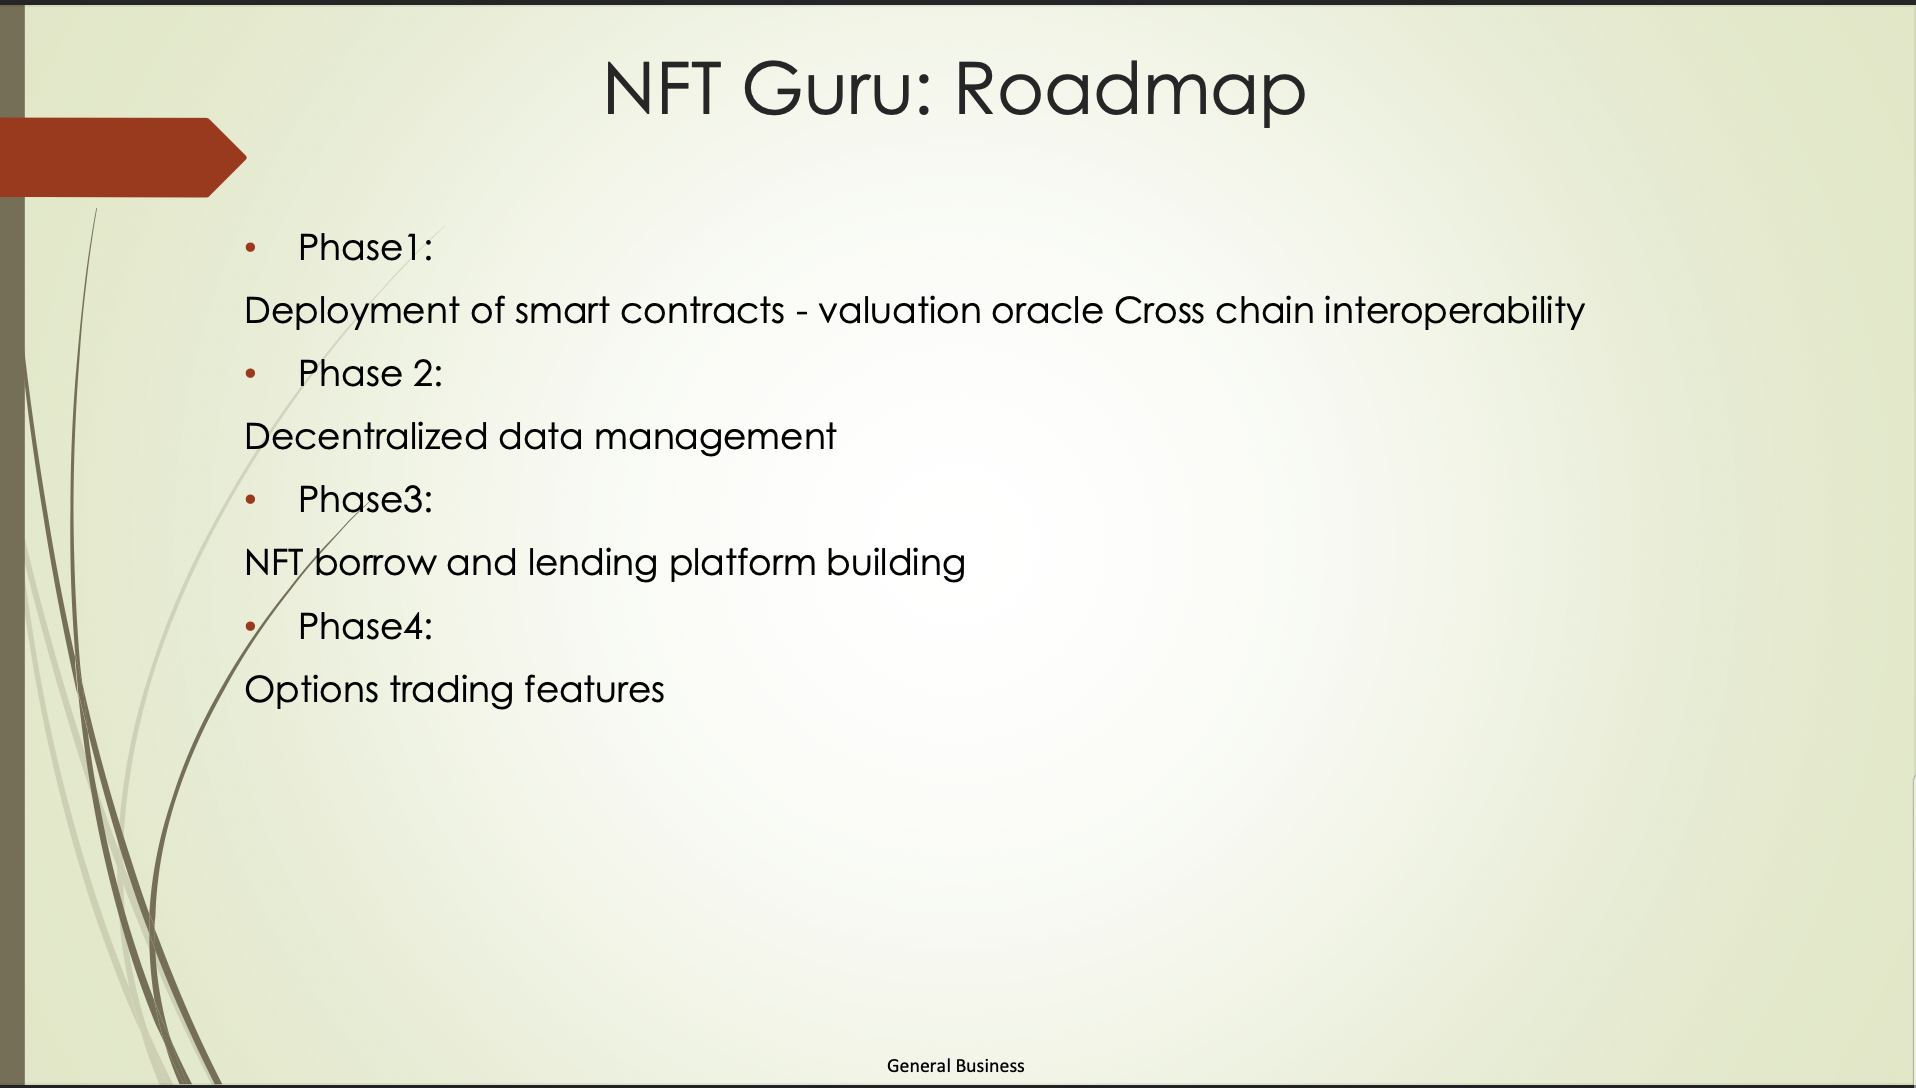 NFT Guru: Roadmap
• Phase1:
Deployment of smart contracts - valuation oracle Cross chain interoperability
• Phase 2:
Decentralized data management
• Phase3:
NFT borrow and lending platform building
• Phase4:
Options trading features
General Business